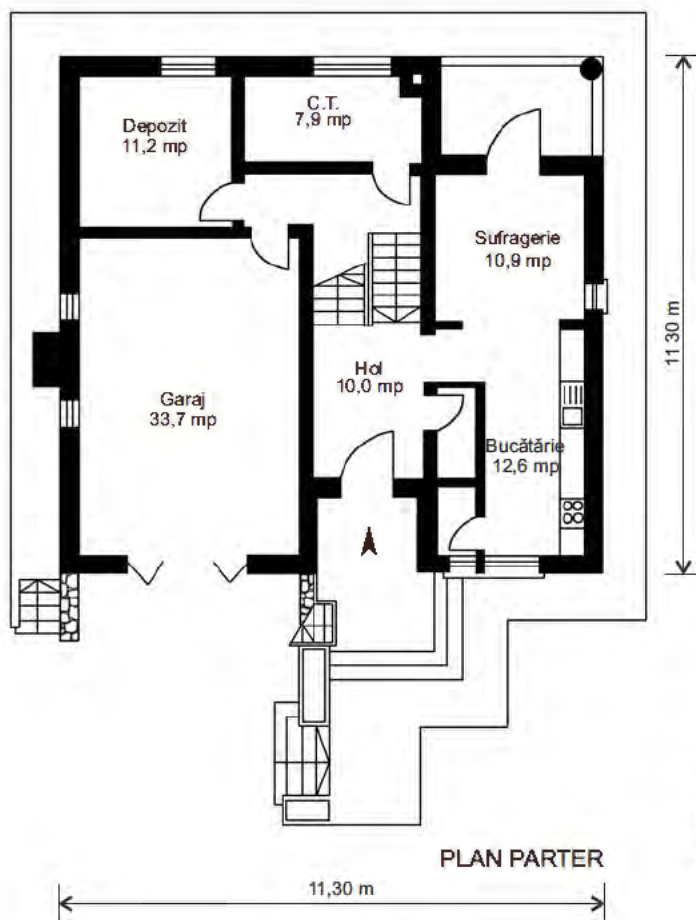 C.T.
7,9 mp
Depozit
11,2 mp
Sufragerie
10,9 mp
11,30 m
Hol
10,0 mp
Garaj
33,7 mp
Bucătărie
12,6 mp
PLAN PARTER
11,30 m